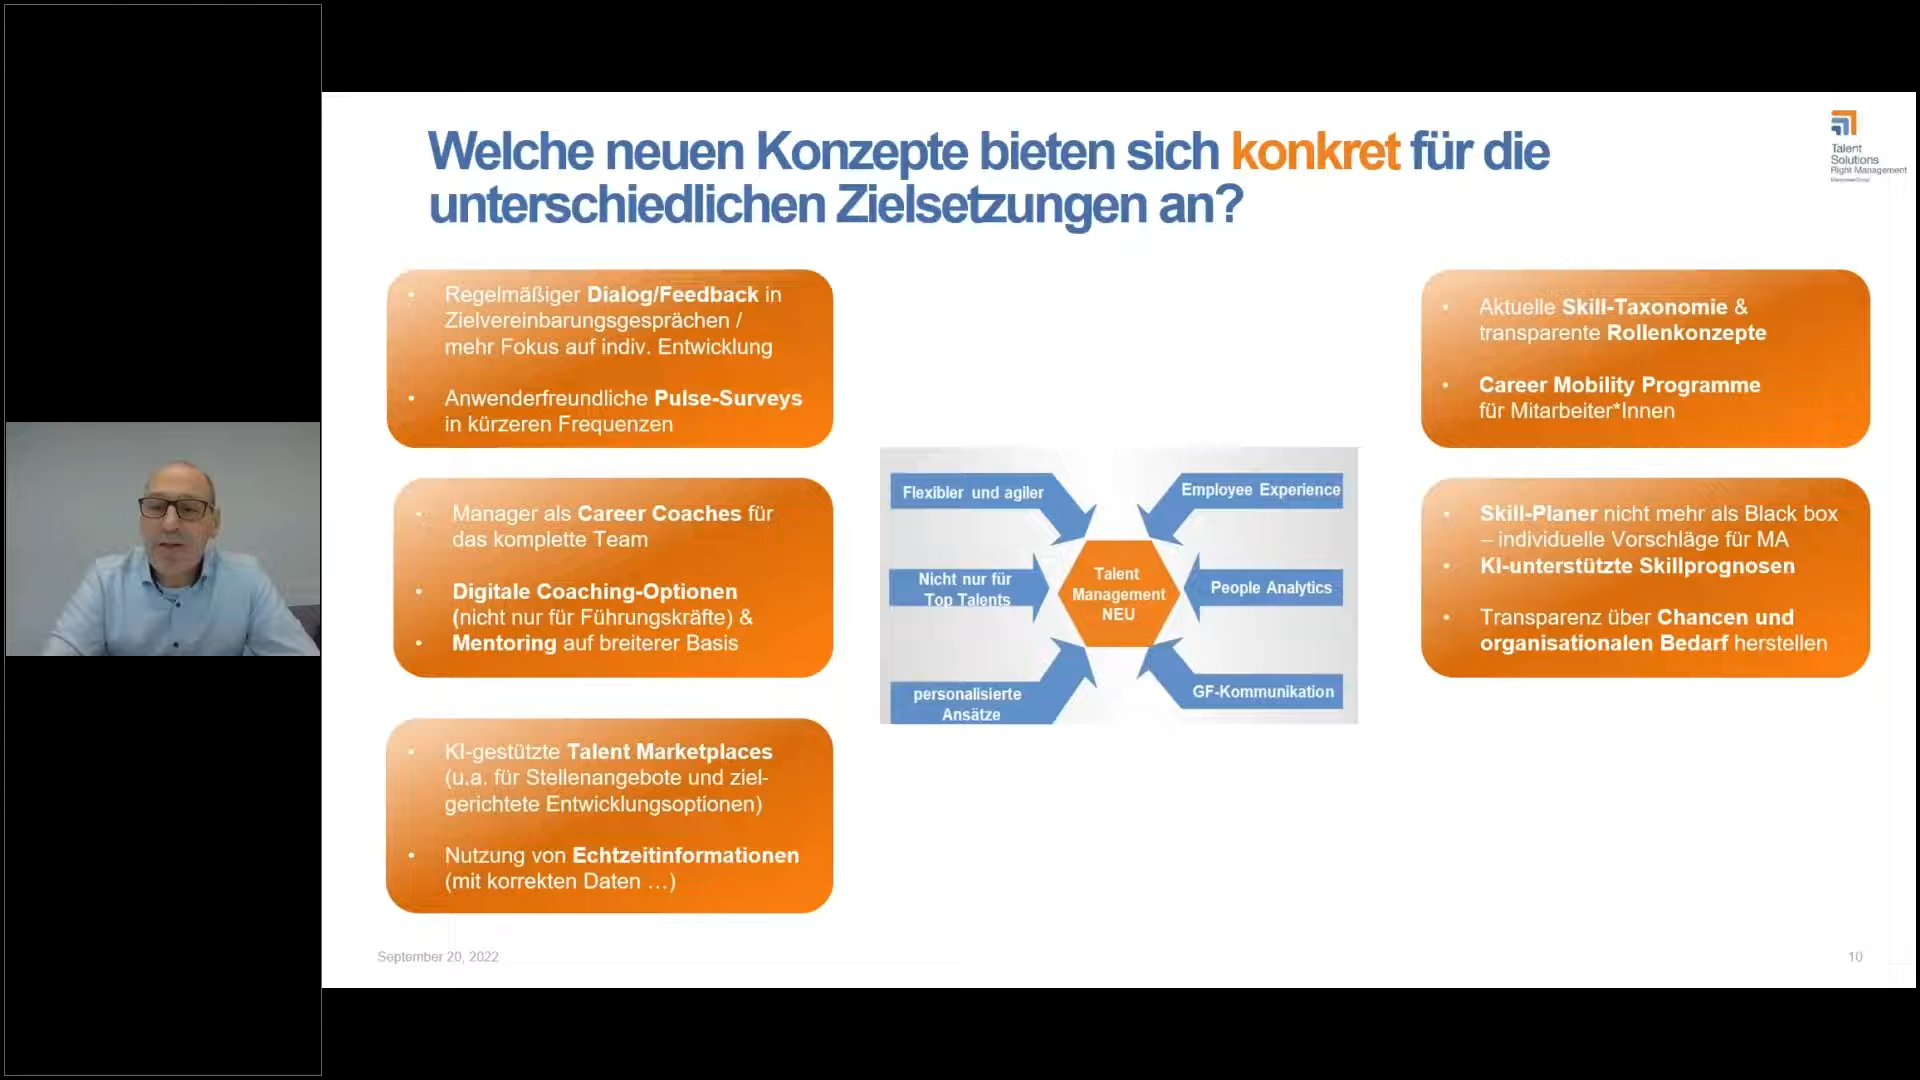 Welche neuen Konzepte bieten sich konkret für die
unterschiedlichen Zielsetzungen an?
Talent
Solutions
Right Management
ManpowerGroup
• Regelmäßiger Dialog/Feedback in
Zielvereinbarungsgesprächen /
mehr Fokus auf indiv. Entwicklung
• Anwenderfreundliche Pulse-Surveys
in kürzeren Frequenzen
• Manager als Career Coaches für
das komplette Team
• Digitale Coaching-Optionen
(nicht nur für Führungskräfte) &
• Mentoring auf breiterer Basis
• KI-gestützte Talent Marketplaces
(u.a. für Stellenangebote und ziel-
gerichtete Entwicklungsoptionen)
• Nutzung von Echtzeitinformationen
(mit korrekten Daten …)
Flexibler und agiler
Nicht nur für
Top Talents
personalisierte
Ansätze
Talent
Management
NEU
Employee Experience
People Analytics
GF-Kommunikation
• Aktuelle Skill-Taxonomie &
transparente Rollenkonzepte
• Career Mobility Programme
für Mitarbeiter*Innen
• Skill-Planer nicht mehr als Black box
– individuelle Vorschläge für MA
• KI-unterstützte Skillprognosen
• Transparenz über Chancen und
organisationalen Bedarf herstellen
September 20, 2022
10